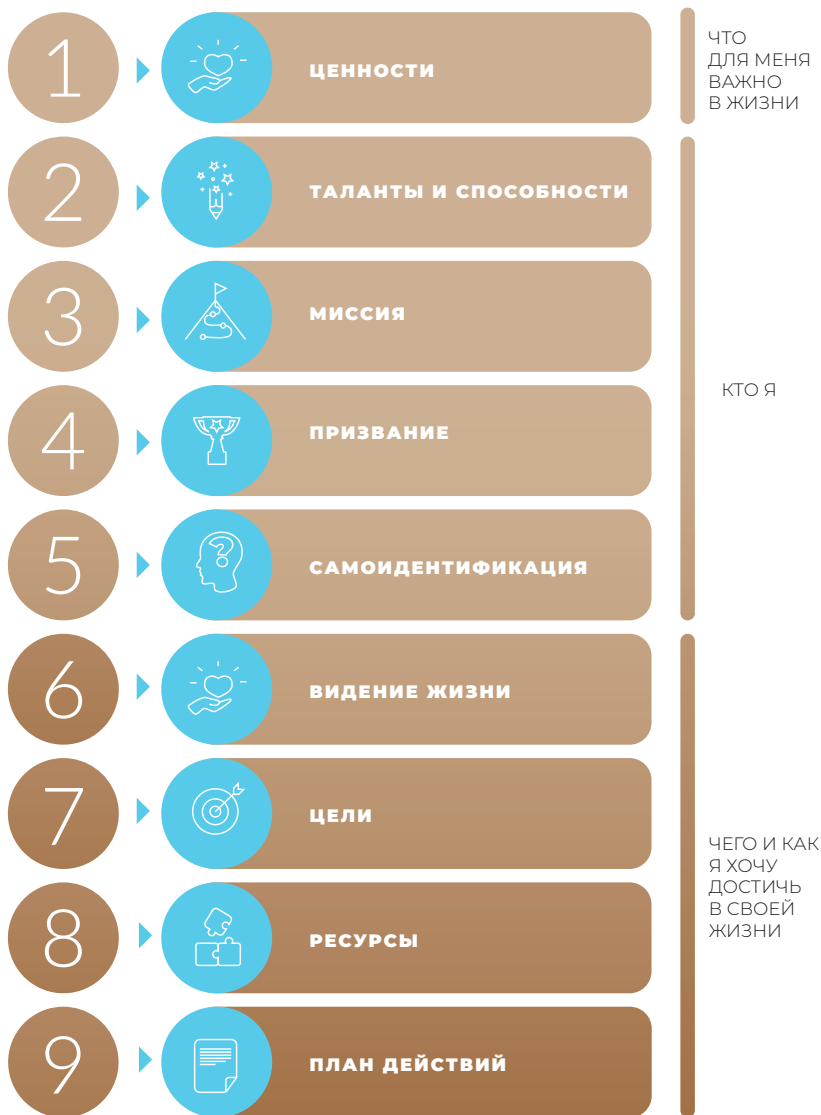 1
ЦЕННОСТИ
ЧТО
ДЛЯ МЕНЯ
ВАЖНО
В ЖИЗНИ
2
ТАЛАНТЫ И СПОСОБНОСТИ
3
МИССИЯ
КТО Я
4
ПРИЗВАНИЕ
5
САМОИДЕНТИФИКАЦИЯ
6
ВИДЕНИЕ ЖИЗНИ
7
ЦЕЛИ
ЧЕГО И КАК
Я ХОЧУ
ДОСТИЧЬ
В СВОЕЙ
ЖИЗНИ
8
РЕСУРСЫ
9
ПЛАН ДЕЙСТВИЙ